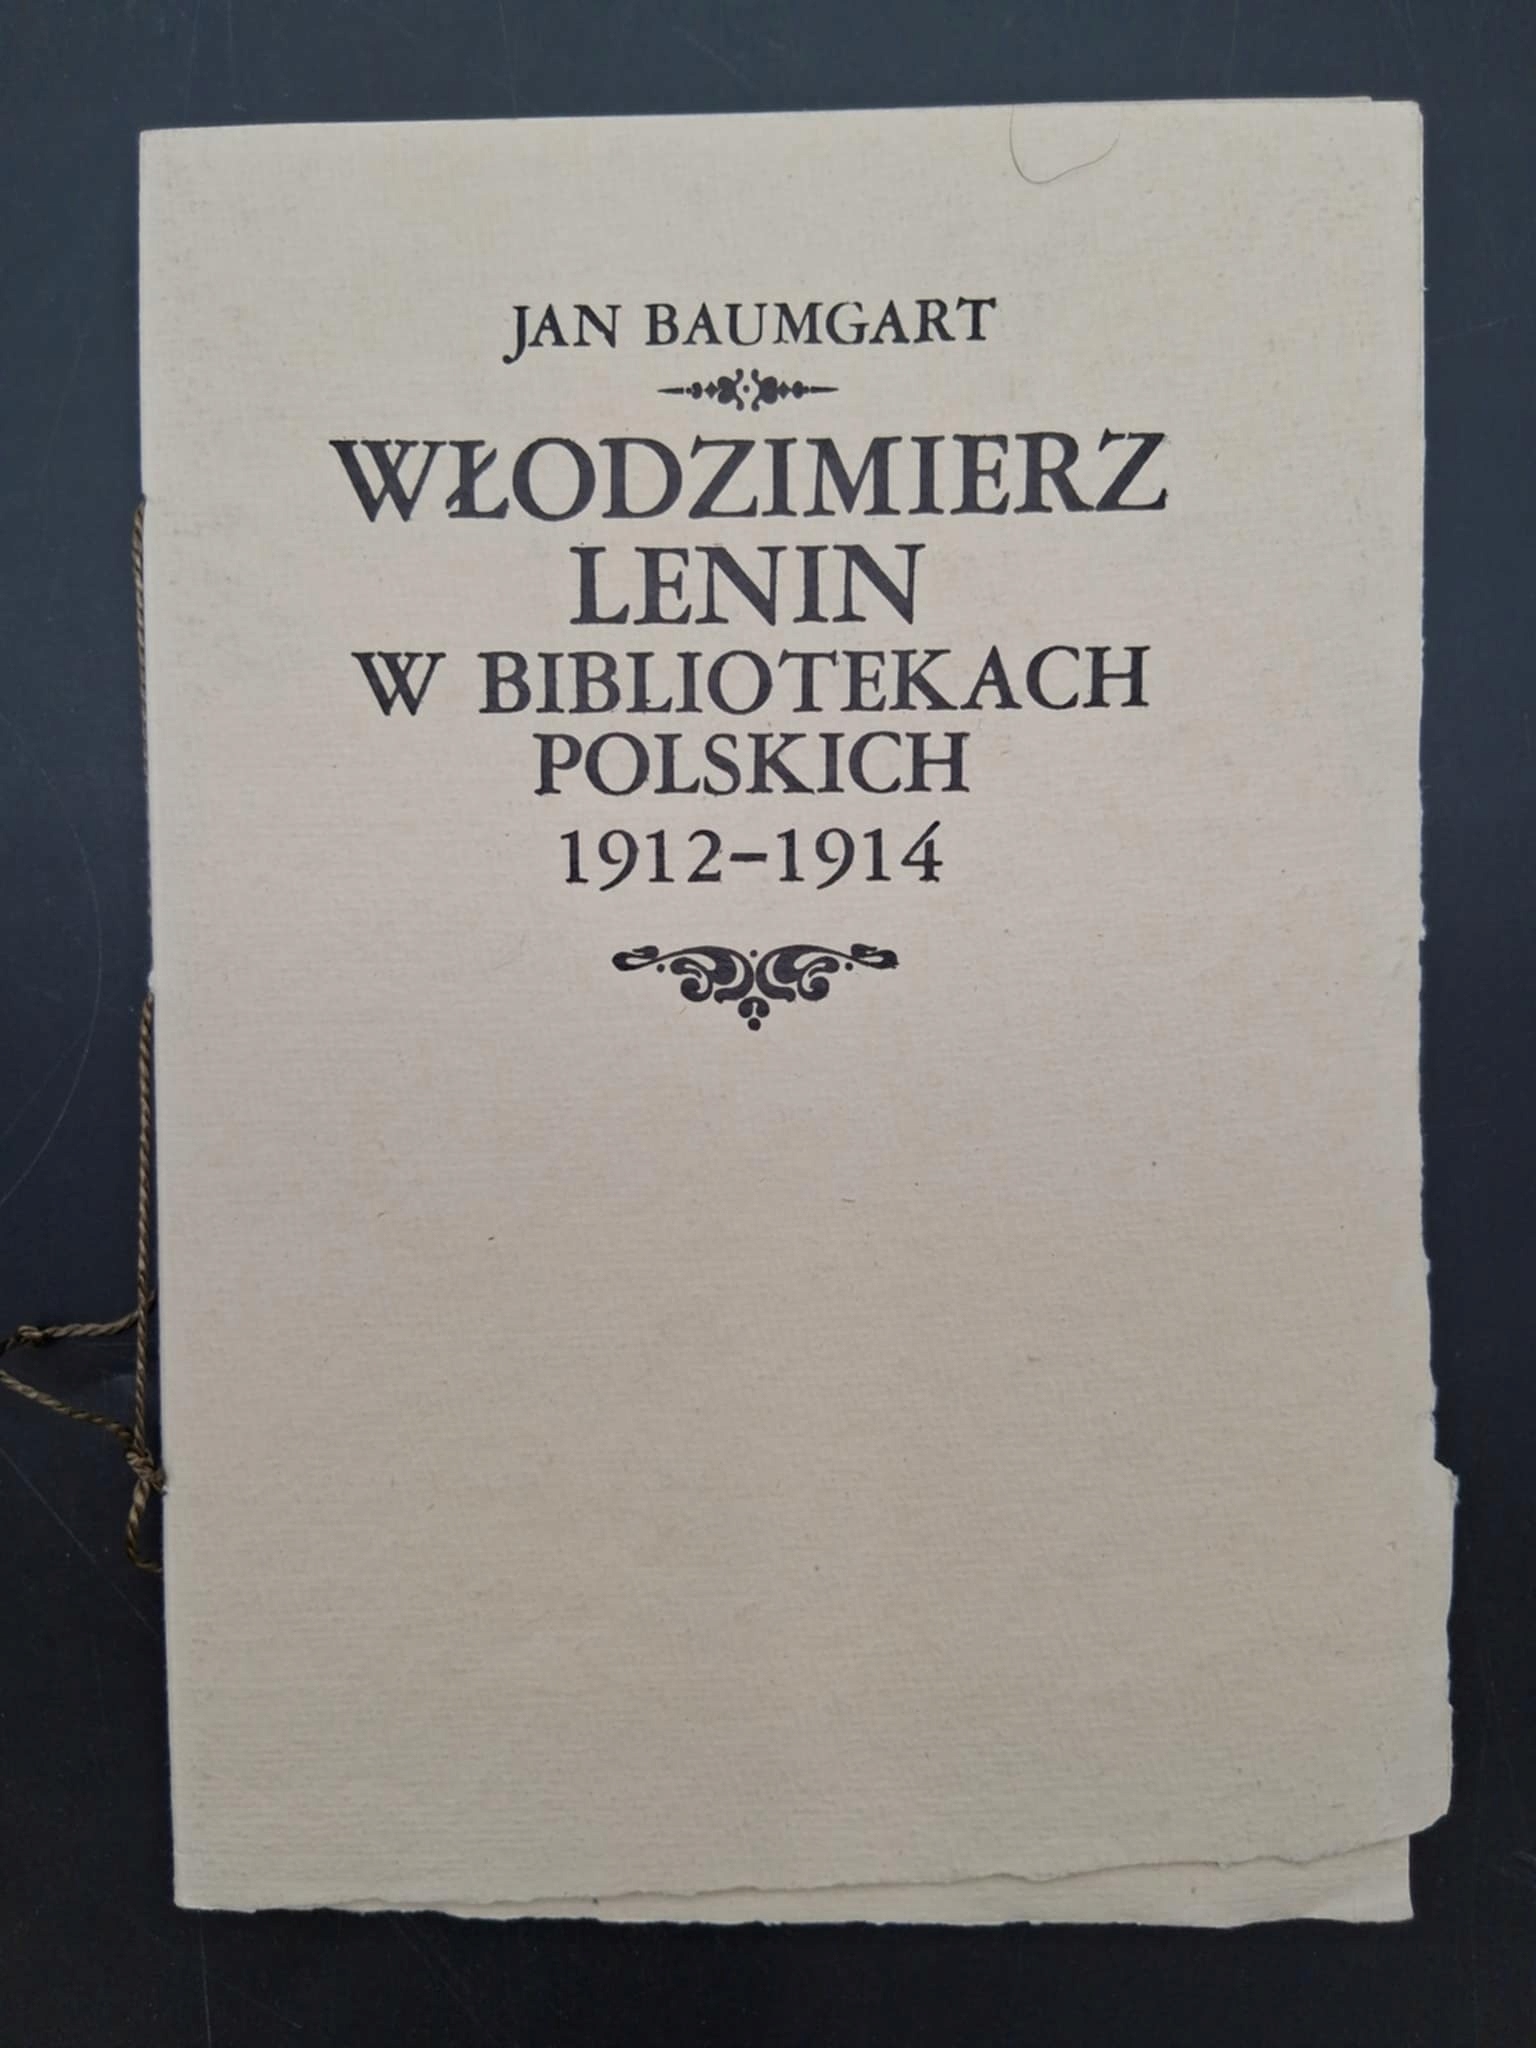 JAN BAUMGART
WŁODZIMIERZ
LENIN
W BIBLIOTEKACH
POLSKICH
1912-1914